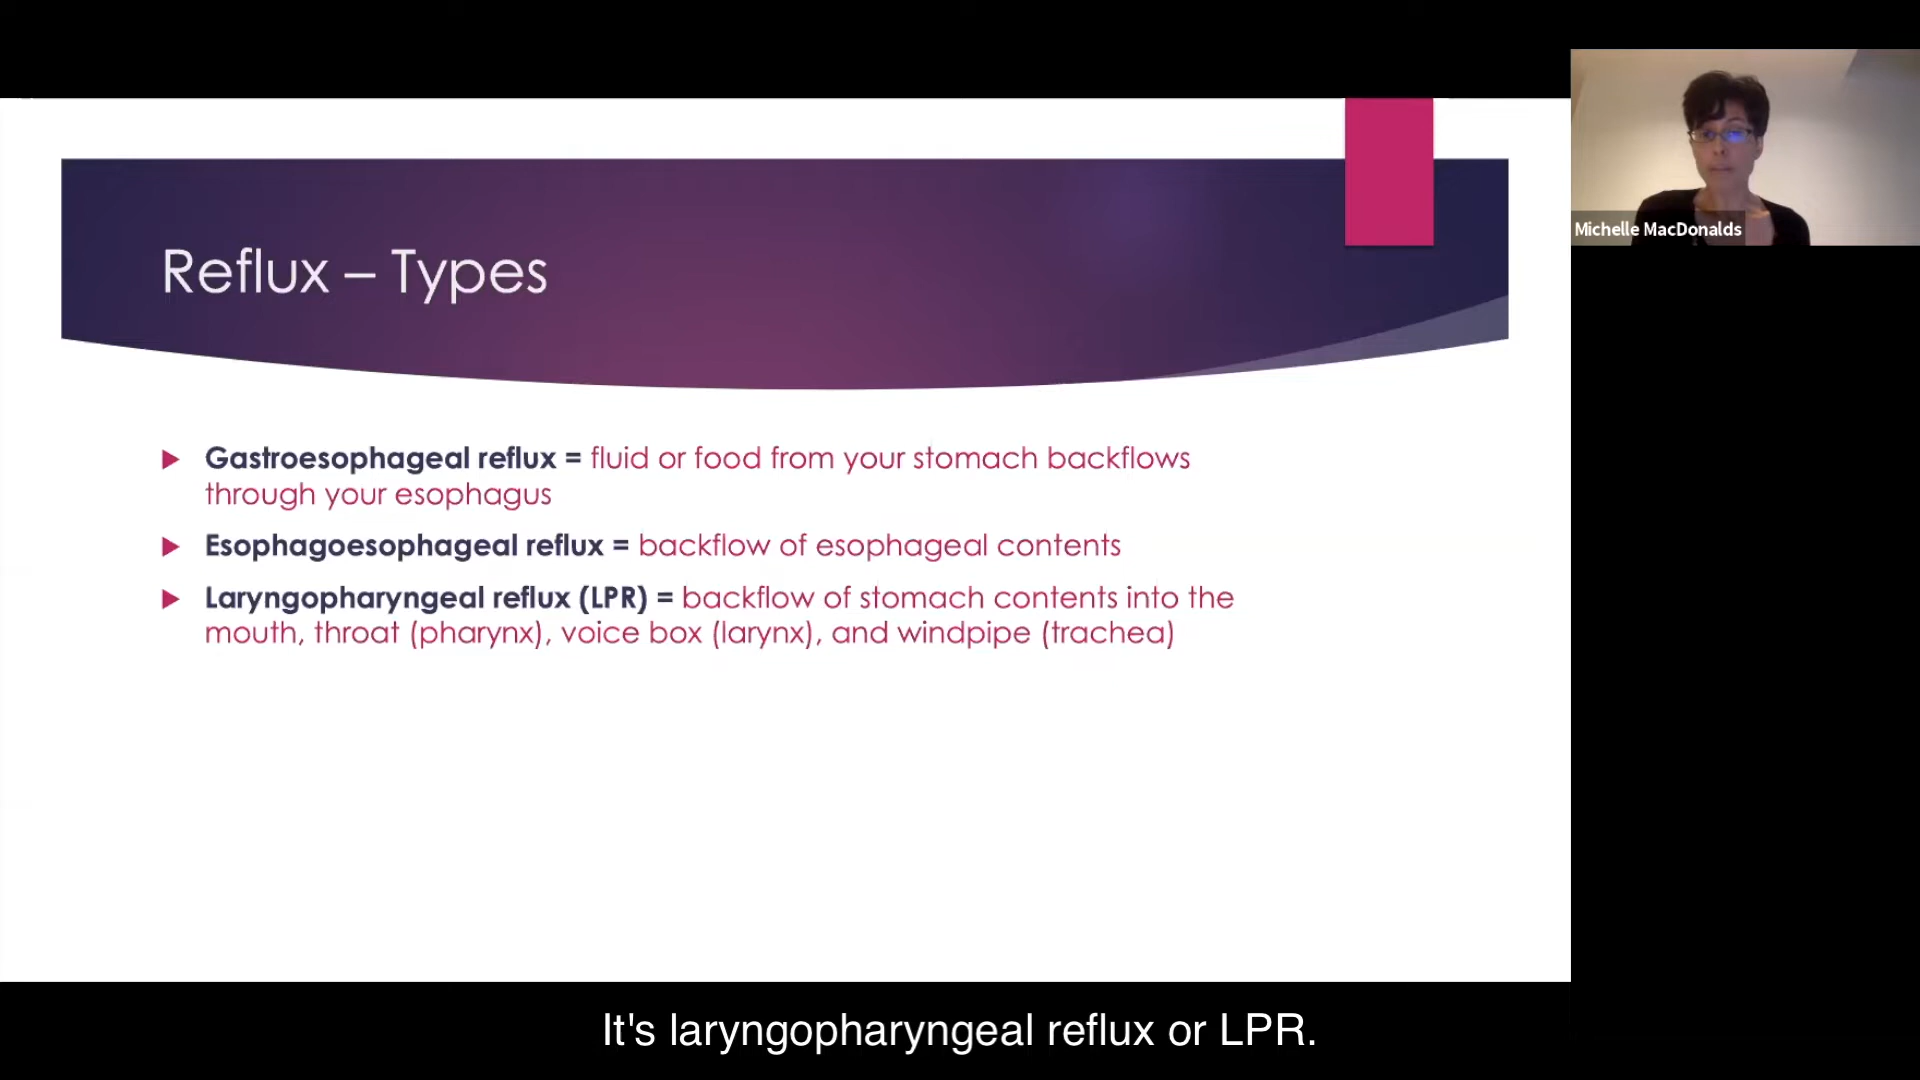 Michelle MacDonalds
Reflux – Types
Gastroesophageal reflux = fluid or food from your stomach backflows
through your esophagus
Esophagoesophageal reflux = backflow of esophageal contents
Laryngopharyngeal reflux (LPR) = backflow of stomach contents into the
mouth, throat (pharynx), voice box (larynx), and windpipe (trachea)
It's laryngopharyngeal reflux or LPR.